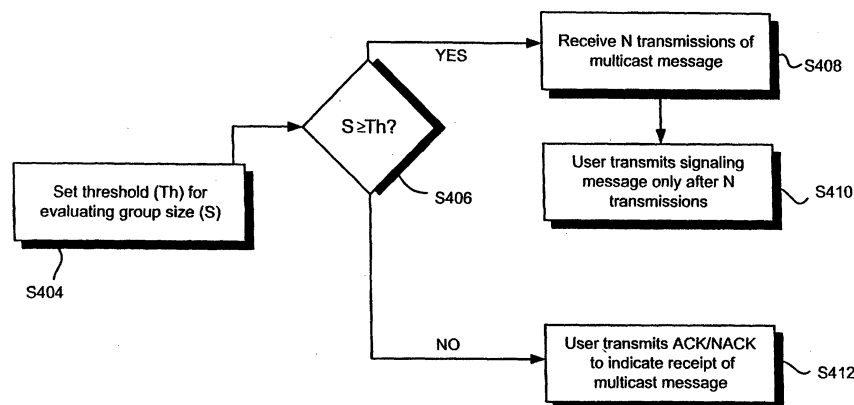 YES
Receive N transmissions of
multicast message
S408
S ≥Th?
S406
User transmits signaling
message only after N
transmissions
S410
Set threshold (Th) for
evaluating group size (S)
S404
NO
User transmits ACK/NACK
to indicate receipt of
multicast message
S412